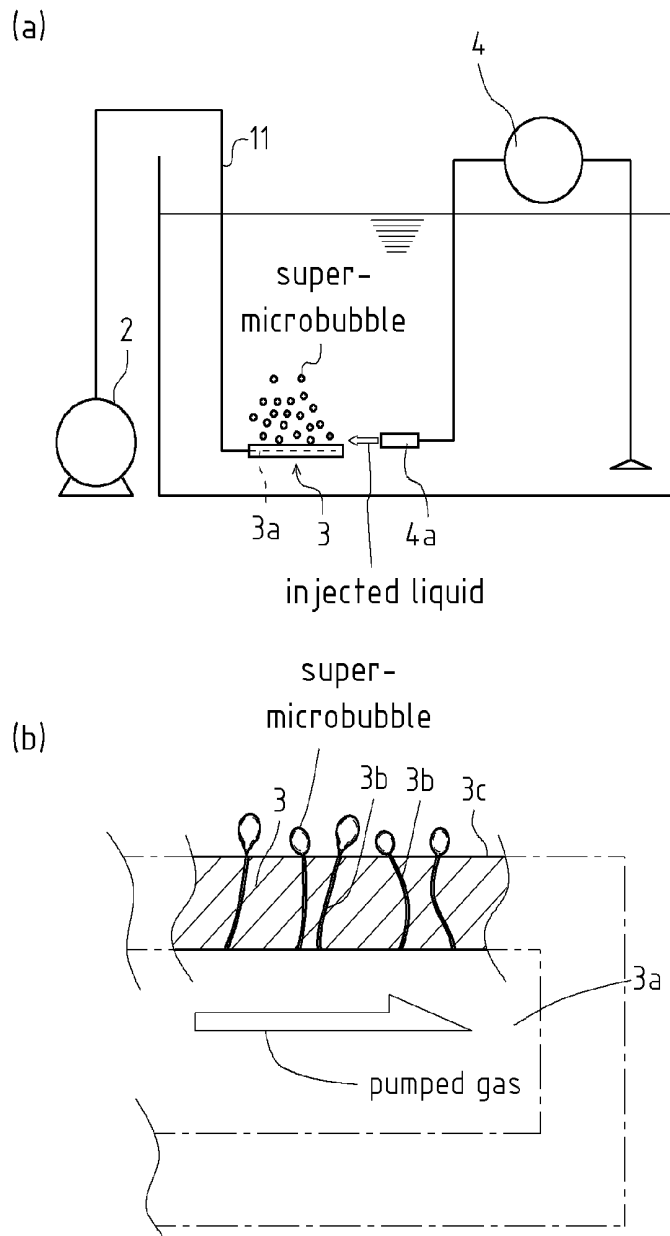 (a)
4
11
super-
microbubble
2
3a
3
4a
injected liquid
super-
microbubble
(b)
3
3b
3b
3c
3a
pumped gas